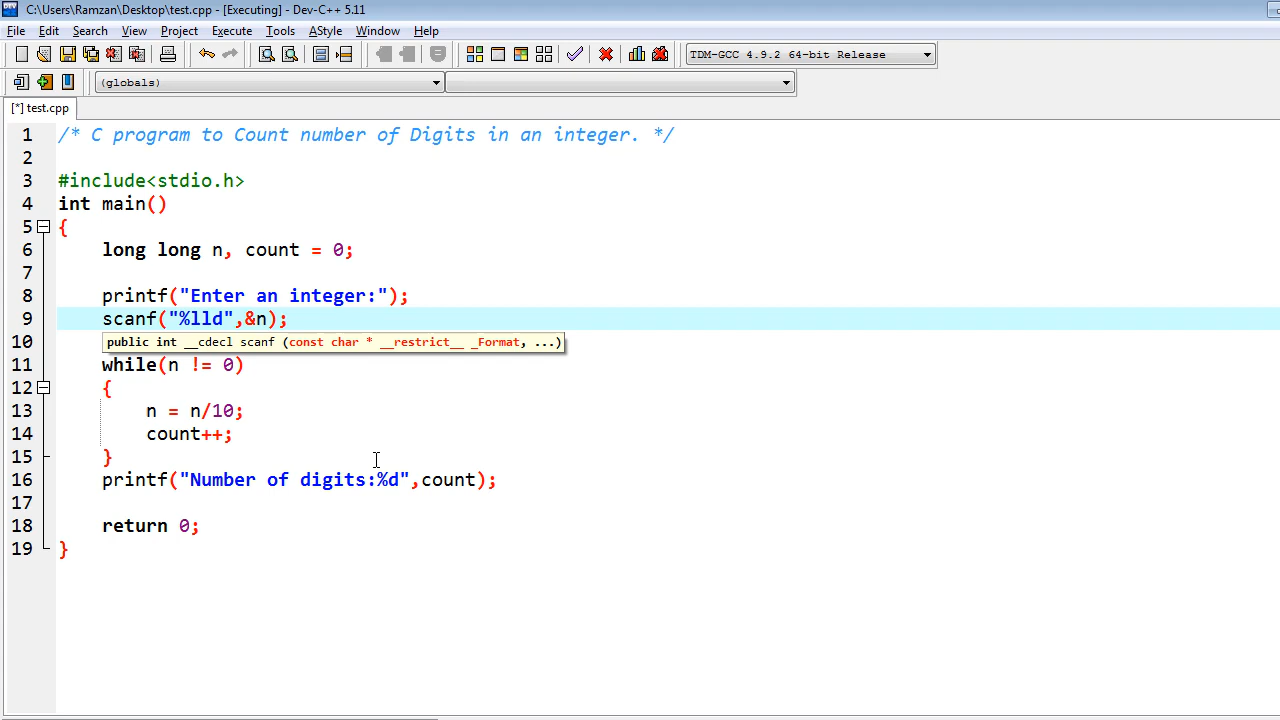 C:\Users\Ramzan\Desktop\test.cpp - [Executing] - Dev-C++ 5.11
File Edit Search View Project Execute Tools AStyle Window Help
TDM-GCC 4.9.2 64-bit Release
(globals)
[*] test.cpp
1 /* C program to Count number of Digits in an integer. */
2
3 #include<stdio.h>
4 int main()
5 {
6 long long n, count = 0;
7
8 printf("Enter an integer:");
9 scanf("%lld",&n);
10 public int __cdecl scanf (const char * __restrict__ _Format, ...)
11 while(n != 0)
12 {
13 n = n/10;
14 count++;
15 }
16 printf("Number of digits:%d",count);
17
18 return 0;
19 }